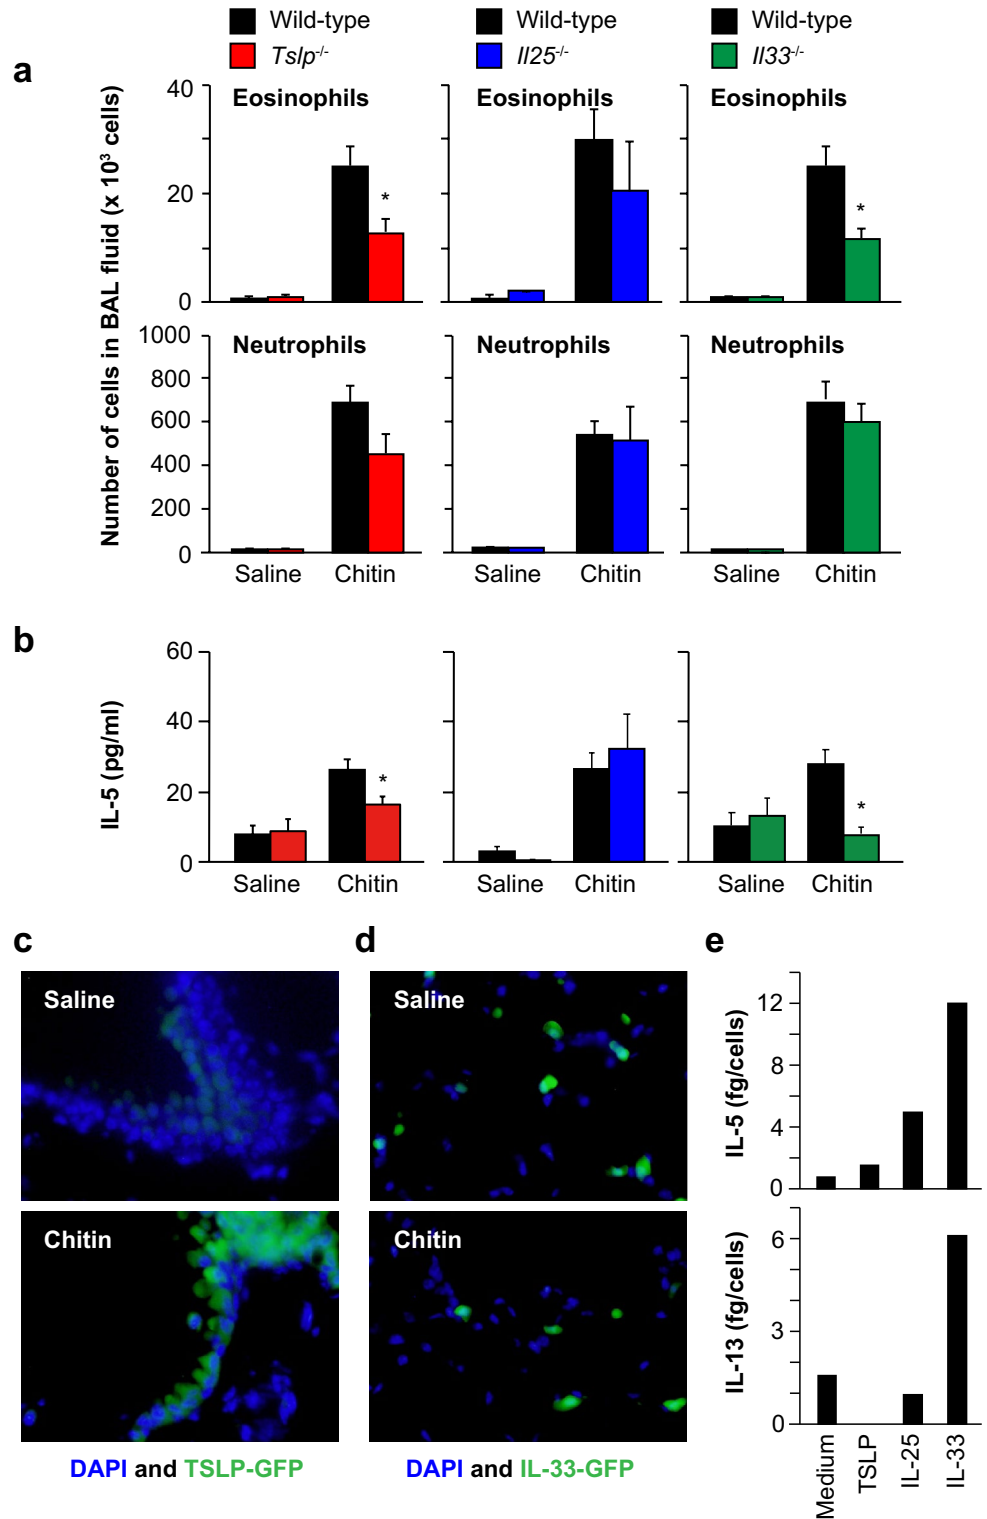 Wild-type
Tslp-/-
Wild-type
Il25-/-
Wild-type
Il33-/-
a
Number of cells in BAL fluid (x 10³ cells)
40
20
0
Eosinophils
Eosinophils
Eosinophils
1000
800
600
400
200
0
Neutrophils
Neutrophils
Neutrophils
Saline
Chitin
Saline
Chitin
Saline
Chitin
*
*
b
IL-5 (pg/ml)
60
40
20
0
*
*
Saline
Chitin
Saline
Chitin
Saline
Chitin
c
Saline
Chitin
DAPI and TSLP-GFP
d
Saline
Chitin
DAPI and IL-33-GFP
e
IL-5 (fg/cells)
12
8
4
0
IL-13 (fg/cells)
6
3
0
Medium
TSLP
IL-25
IL-33